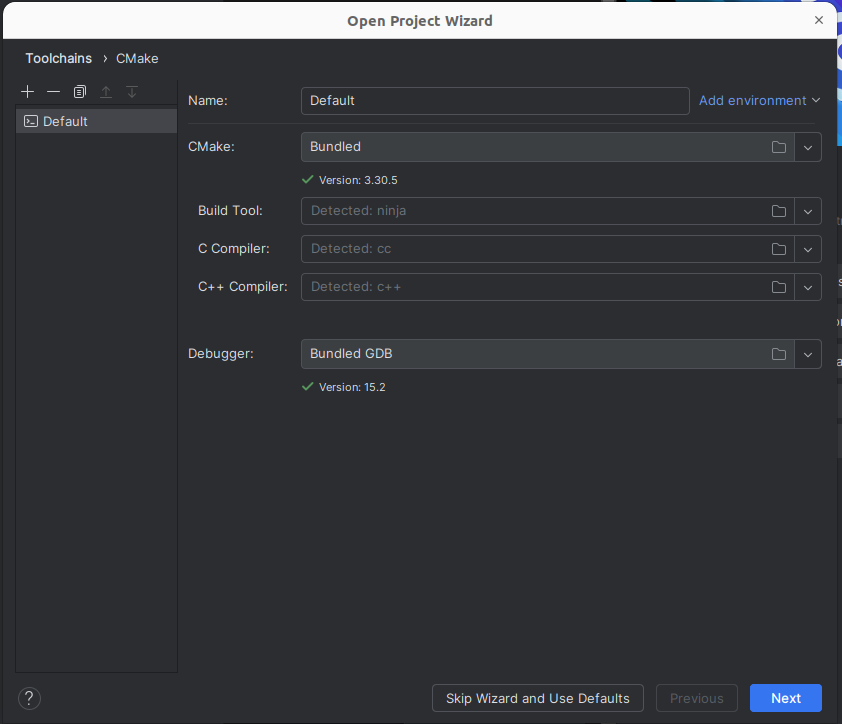 Open Project Wizard
Toolchains › CMake
Default
Name: Default Add environment
CMake: Bundled
Version: 3.30.5
Build Tool: Detected: ninja
C Compiler: Detected: cc
C++ Compiler: Detected: c++
Debugger: Bundled GDB
Version: 15.2
? Skip Wizard and Use Defaults Previous Next